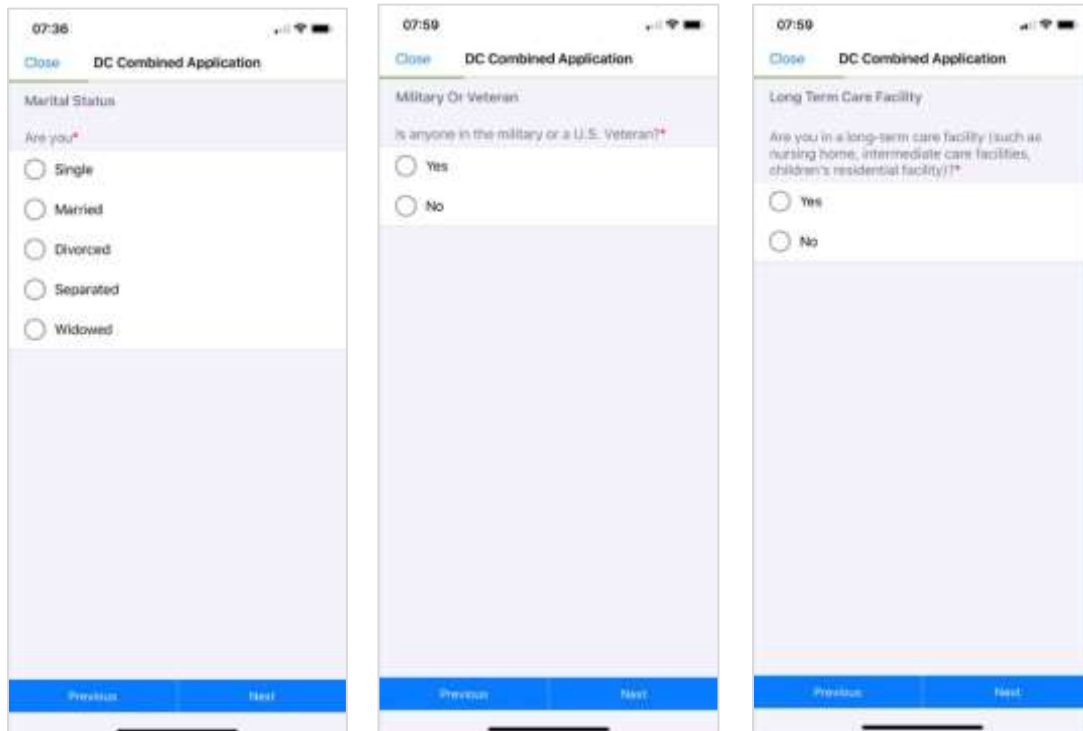 07:36
Close DC Combined Application
Marital Status
Are you*
Single
Married
Divorced
Separated
Widowed
Previous Next
07:59
Close DC Combined Application
Military Or Veteran
Is anyone in the military or a U.S. Veteran?*
Yes
No
Previous Next
07:59
Close DC Combined Application
Long Term Care Facility
Are you in a long-term care facility (such as
nursing home, intermediate care facilities,
children's residential facility)?*
Yes
No
Previous Next